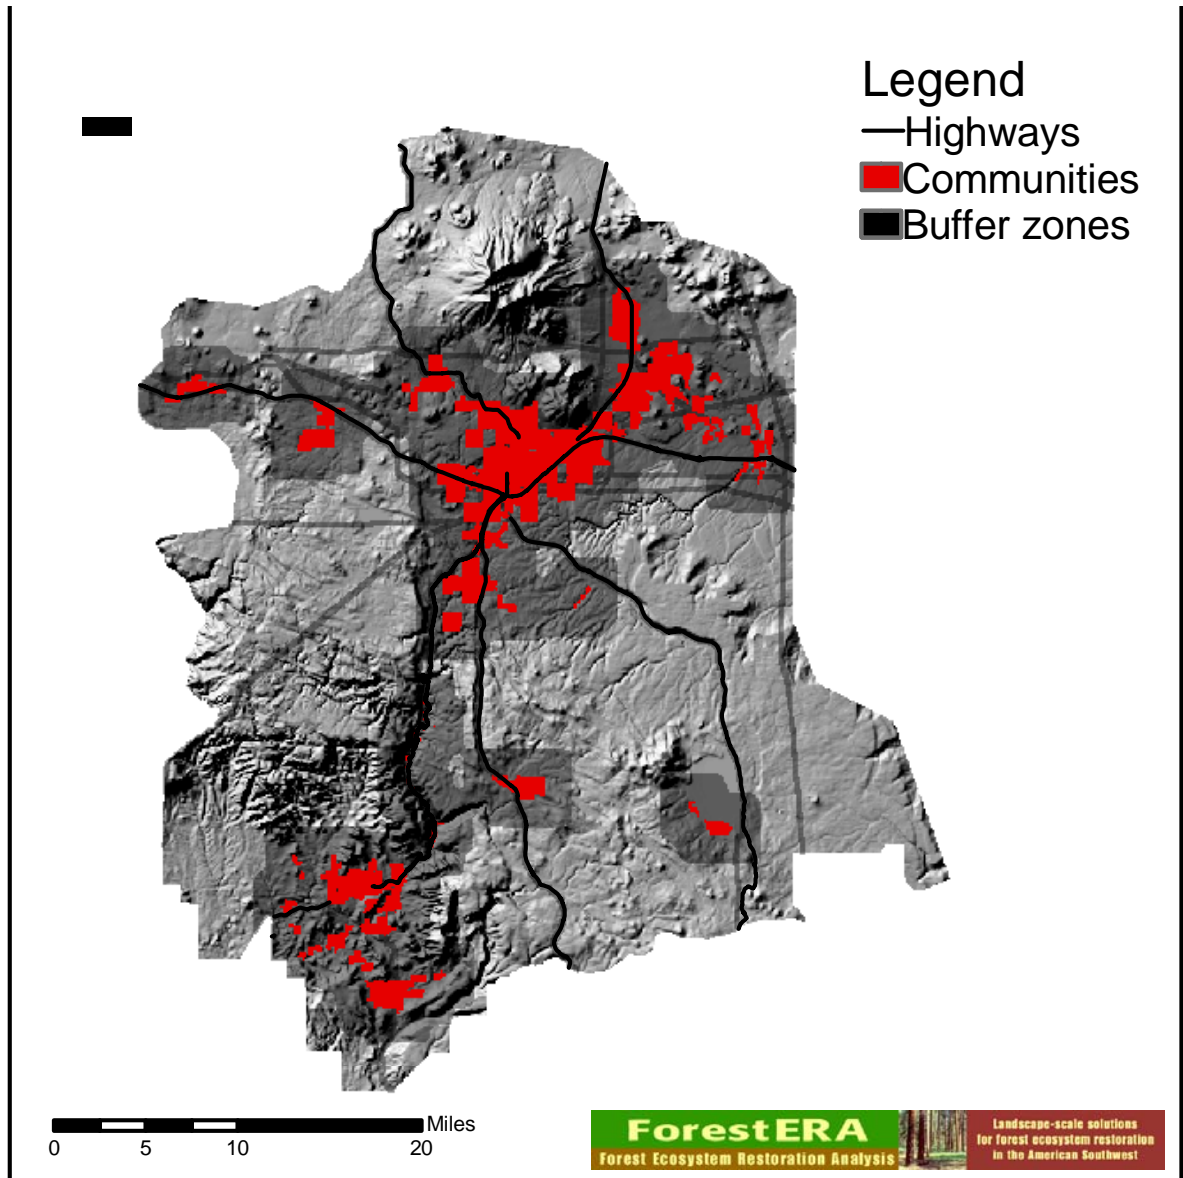 Legend
Highways
Communities
Buffer zones
Miles
0 5 10 20
ForestERA
Forest Ecosystem Restoration Analysis
Landscape-scale solutions
for forest ecosystem restoration
in the American Southwest